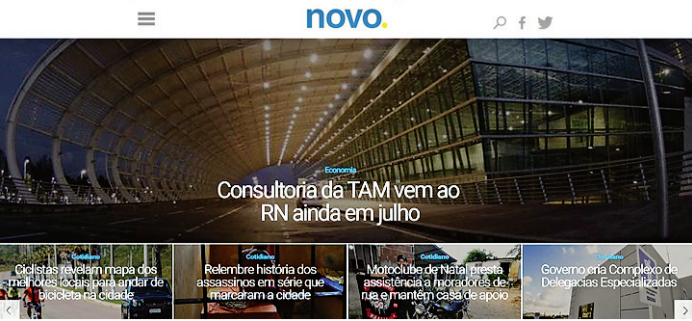 novo.
Economia
Consultoria da TAM vem ao
RN ainda em julho
Cotidiano
Ciclistas revelam mapa dos
melhores locais para andar de
bicicleta na cidade
Cotidiano
Relembre história dos
assassinos em série que
marcaram a cidade
Cotidiano
Motoclube de Natal presta
assistência a moradores de
rua e mantém casa de apoio
Cotidiano
Governo cria Complexo de
Delegacias Especializadas